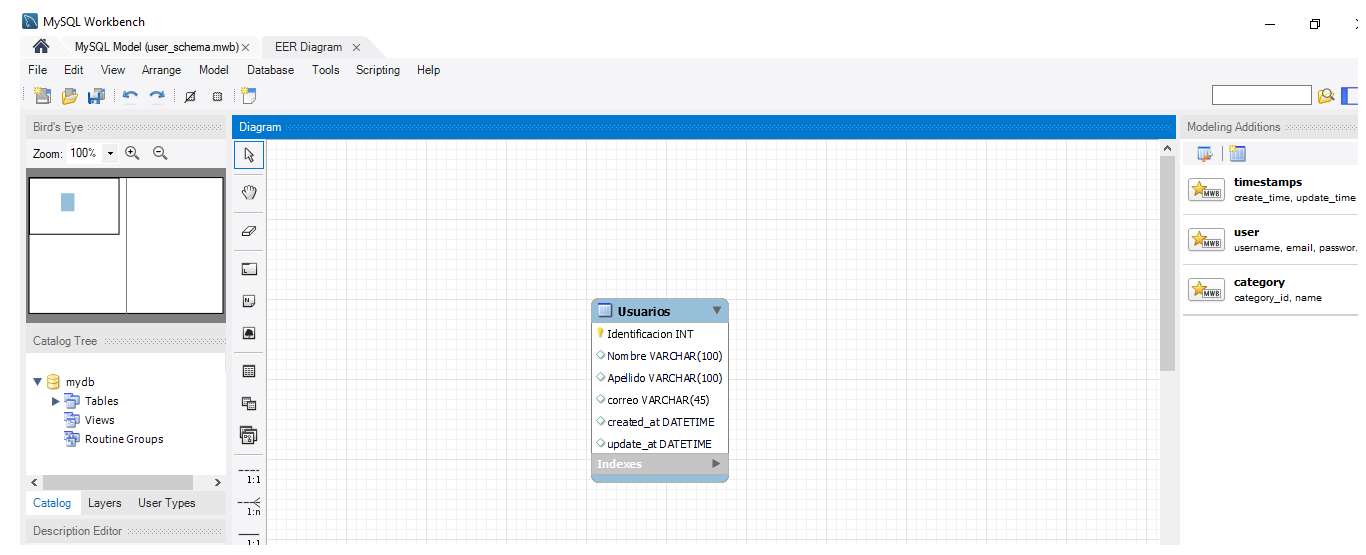 MySQL Workbench
MySQL Model (user_schema.mwb) × EER Diagram ×
File Edit View Arrange Model Database Tools Scripting Help
Bird's Eye
Zoom: 100%
Diagram
Modeling Additions
timestamps
create_time, update_time
user
username, email, passwor.
category
category_id, name
MWB
MWB
MWB
Usuarios
Identificacion INT
Nombre VARCHAR(100)
Apellido VARCHAR(100)
correo VARCHAR(45)
created_at DATETIME
update_at DATETIME
Indexes
Catalog Tree
mydb
Tables
Views
Routine Groups
Catalog Layers User Types
Description Editor
1:1
1:n
1:1